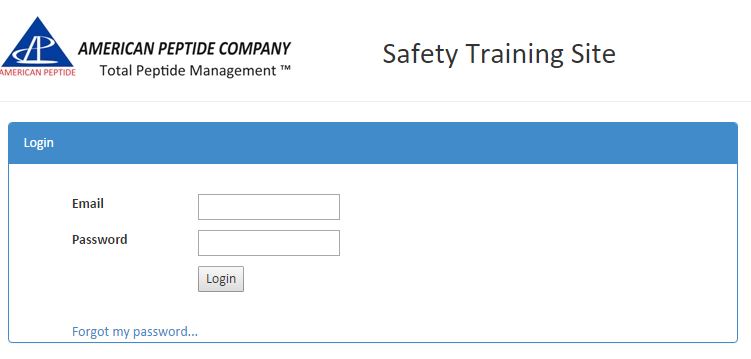 AP
AMERICAN PEPTIDE
AMERICAN PEPTIDE COMPANY
Total Peptide Management ™
Safety Training Site
Login
Email
Password
Login
Forgot my password...